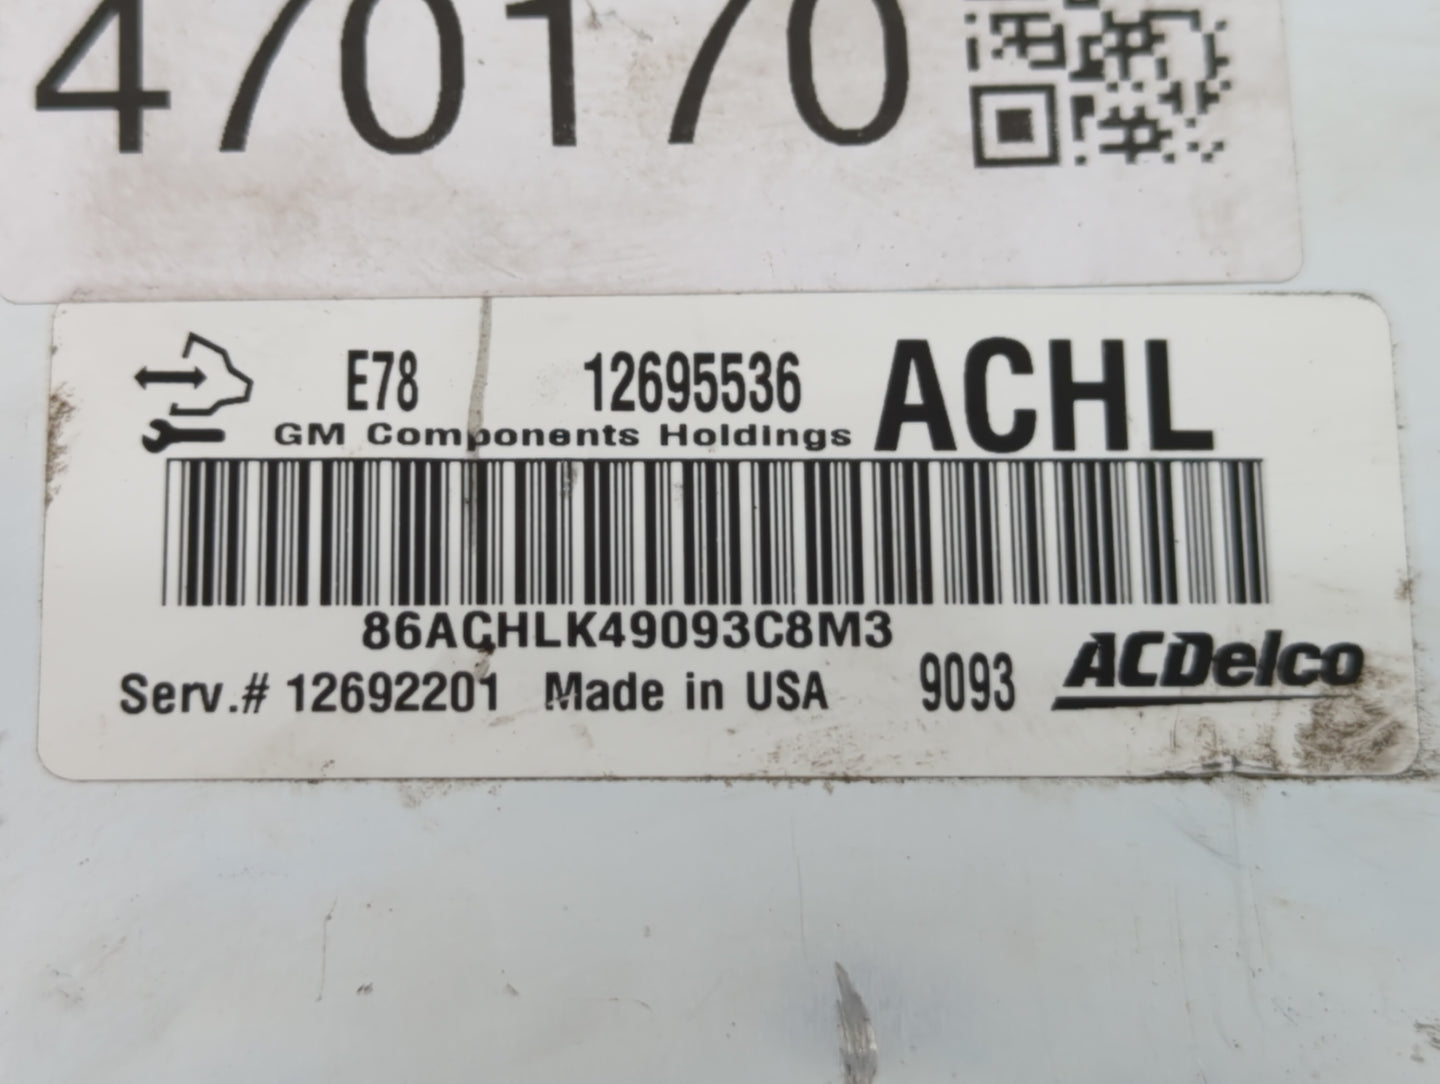 470170
E78 12695536 ACHL
GM Components Holdings
86ACHLK49093C8M3
Serv.# 12692201 Made in USA 9093 ACDelco